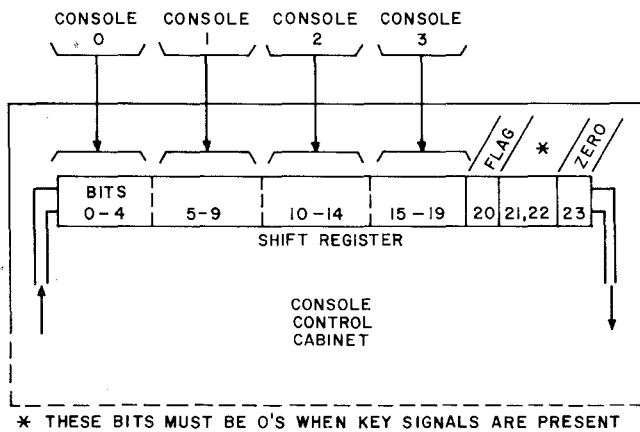 CONSOLE CONSOLE CONSOLE CONSOLE
0 1 2 3
FLAG * ZERO
BITS
0-4 5-9 10-14 15-19 20 21,22 23
SHIFT REGISTER
CONSOLE
CONTROL
CABINET
* THESE BITS MUST BE O'S WHEN KEY SIGNALS ARE PRESENT